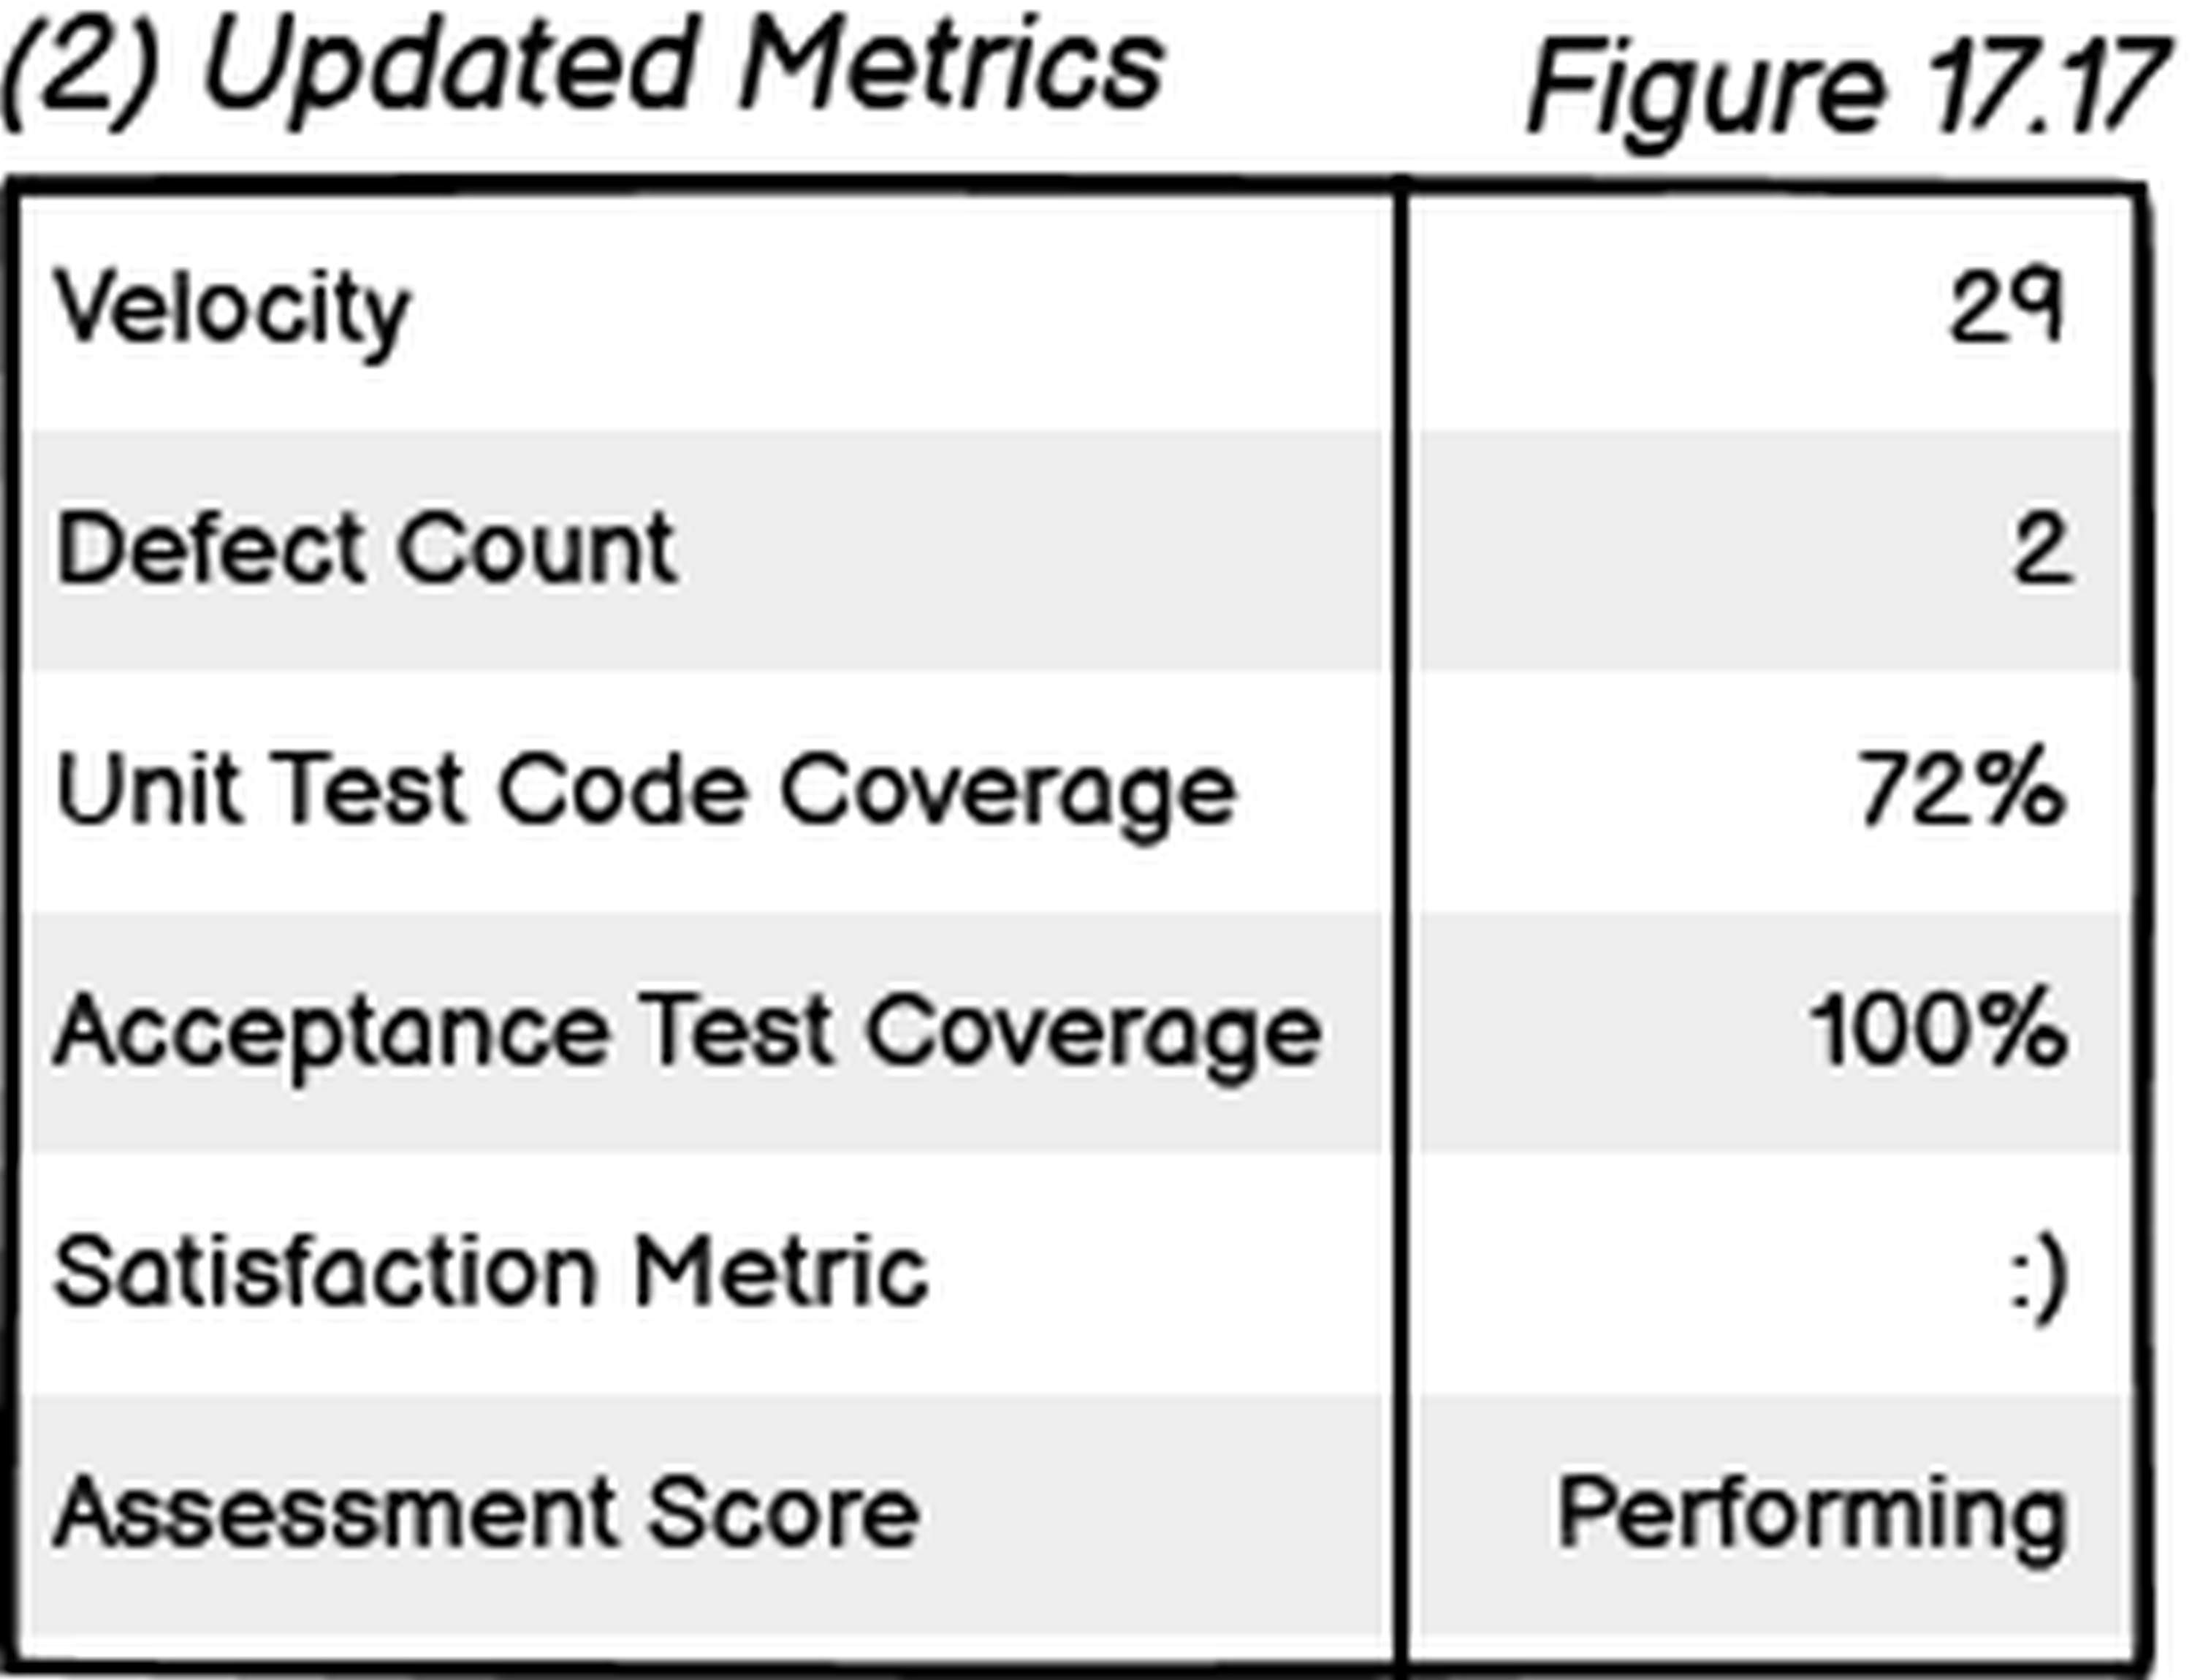 (2) Updated Metrics Figure 17.17
Velocity 29
Defect Count 2
Unit Test Code Coverage 72%
Acceptance Test Coverage 100%
Satisfaction Metric :)
Assessment Score Performing